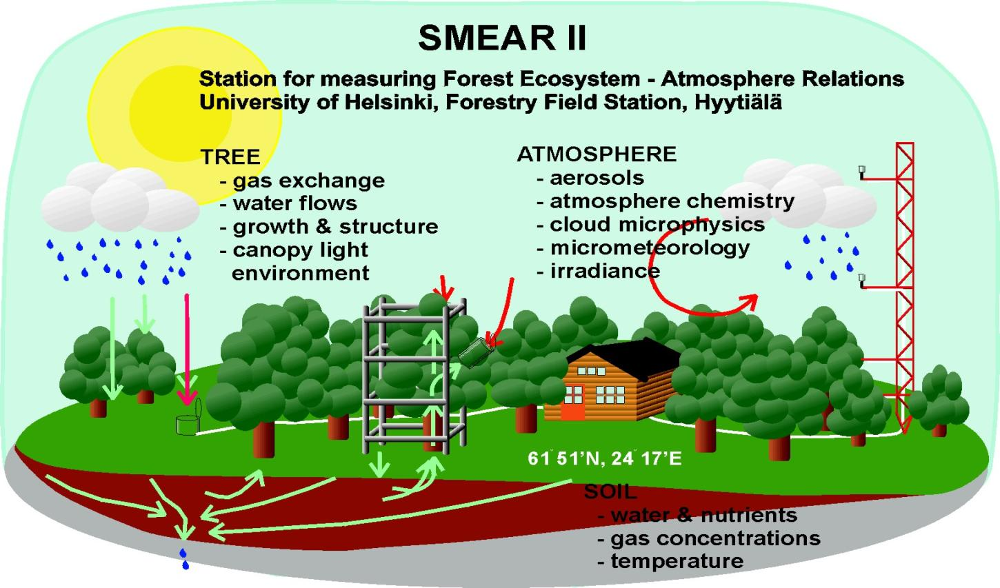 SMEAR II
Station for measuring Forest Ecosystem - Atmosphere Relations
University of Helsinki, Forestry Field Station, Hyytiälä
TREE
- gas exchange
- water flows
- growth & structure
- canopy light
environment
ATMOSPHERE
- aerosols
- atmosphere chemistry
- cloud microphysics
- micrometeorology
- irradiance
61° 51'N, 24° 17'E
SOIL
- water & nutrients
- gas concentrations
- temperature